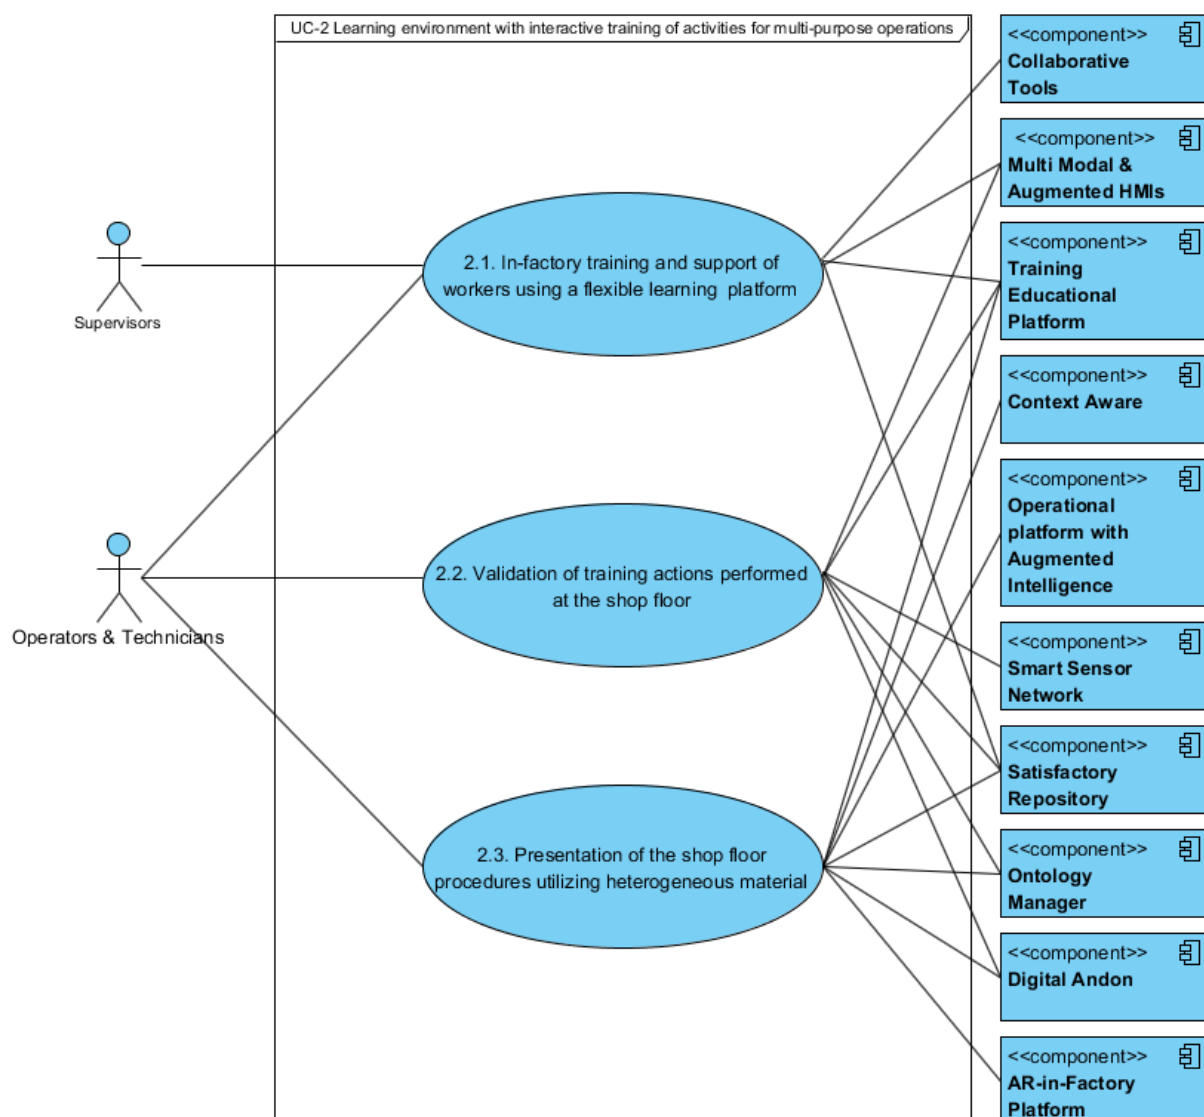 UC-2 Learning environment with interactive training of activities for multi-purpose operations
Supervisors
Operators & Technicians
2.1. In-factory training and support of
workers using a flexible learning platform
2.2. Validation of training actions performed
at the shop floor
2.3. Presentation of the shop floor
procedures utilizing heterogeneous material
<<component>>
Collaborative
Tools
<<component>>
Multi Modal &
Augmented HMIs
<<component>>
Training
Educational
Platform
<<component>>
Context Aware
<<component>>
Operational
platform with
Augmented
Intelligence
<<component>>
Smart Sensor
Network
<<component>>
Satisfactory
Repository
<<component>>
Ontology
Manager
<<component>>
Digital Andon
<<component>>
AR-in-Factory
Platform